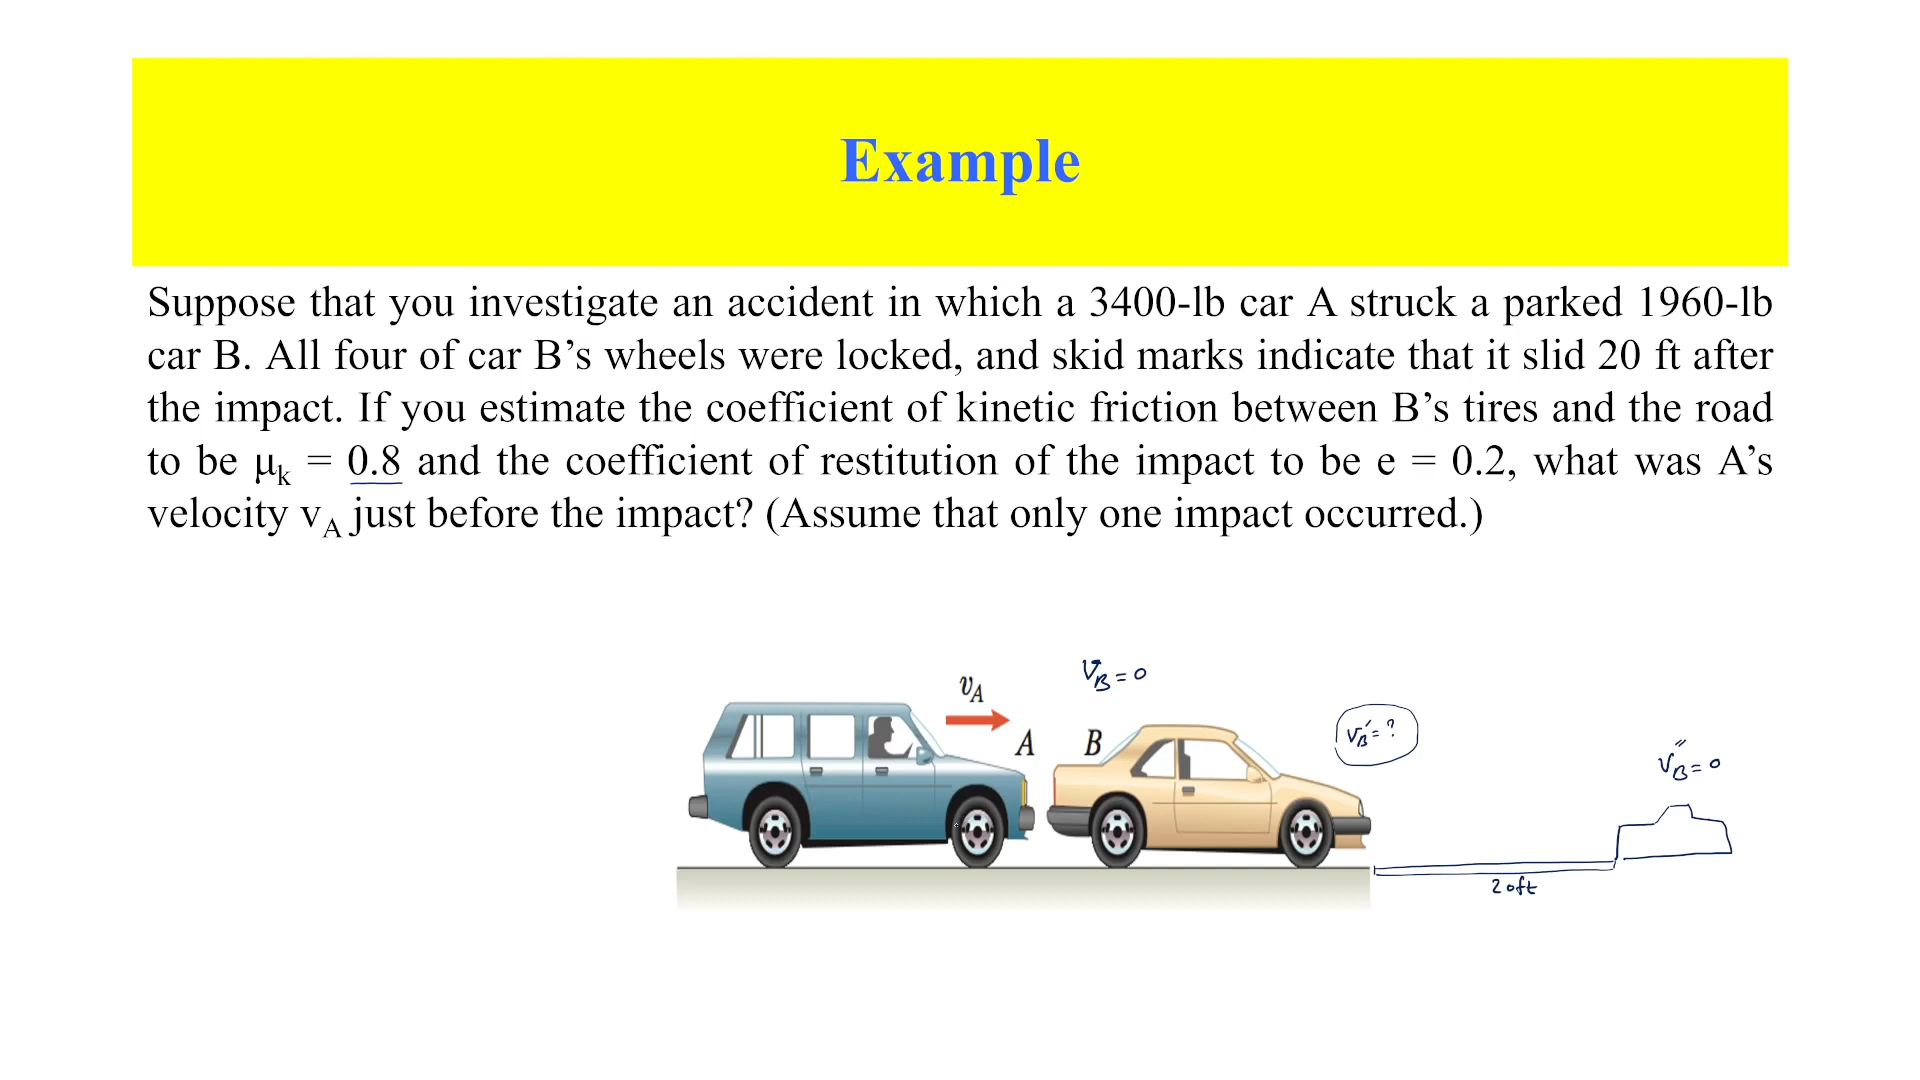 Example
Suppose that you investigate an accident in which a 3400-lb car A struck a parked 1960-lb
car B. All four of car B’s wheels were locked, and skid marks indicate that it slid 20 ft after
the impact. If you estimate the coefficient of kinetic friction between B’s tires and the road
to be μk = 0.8 and the coefficient of restitution of the impact to be e = 0.2, what was A’s
velocity vA just before the impact? (Assume that only one impact occurred.)
vA
VB = 0
A
B
VB' = ?
VB'' = 0
20ft